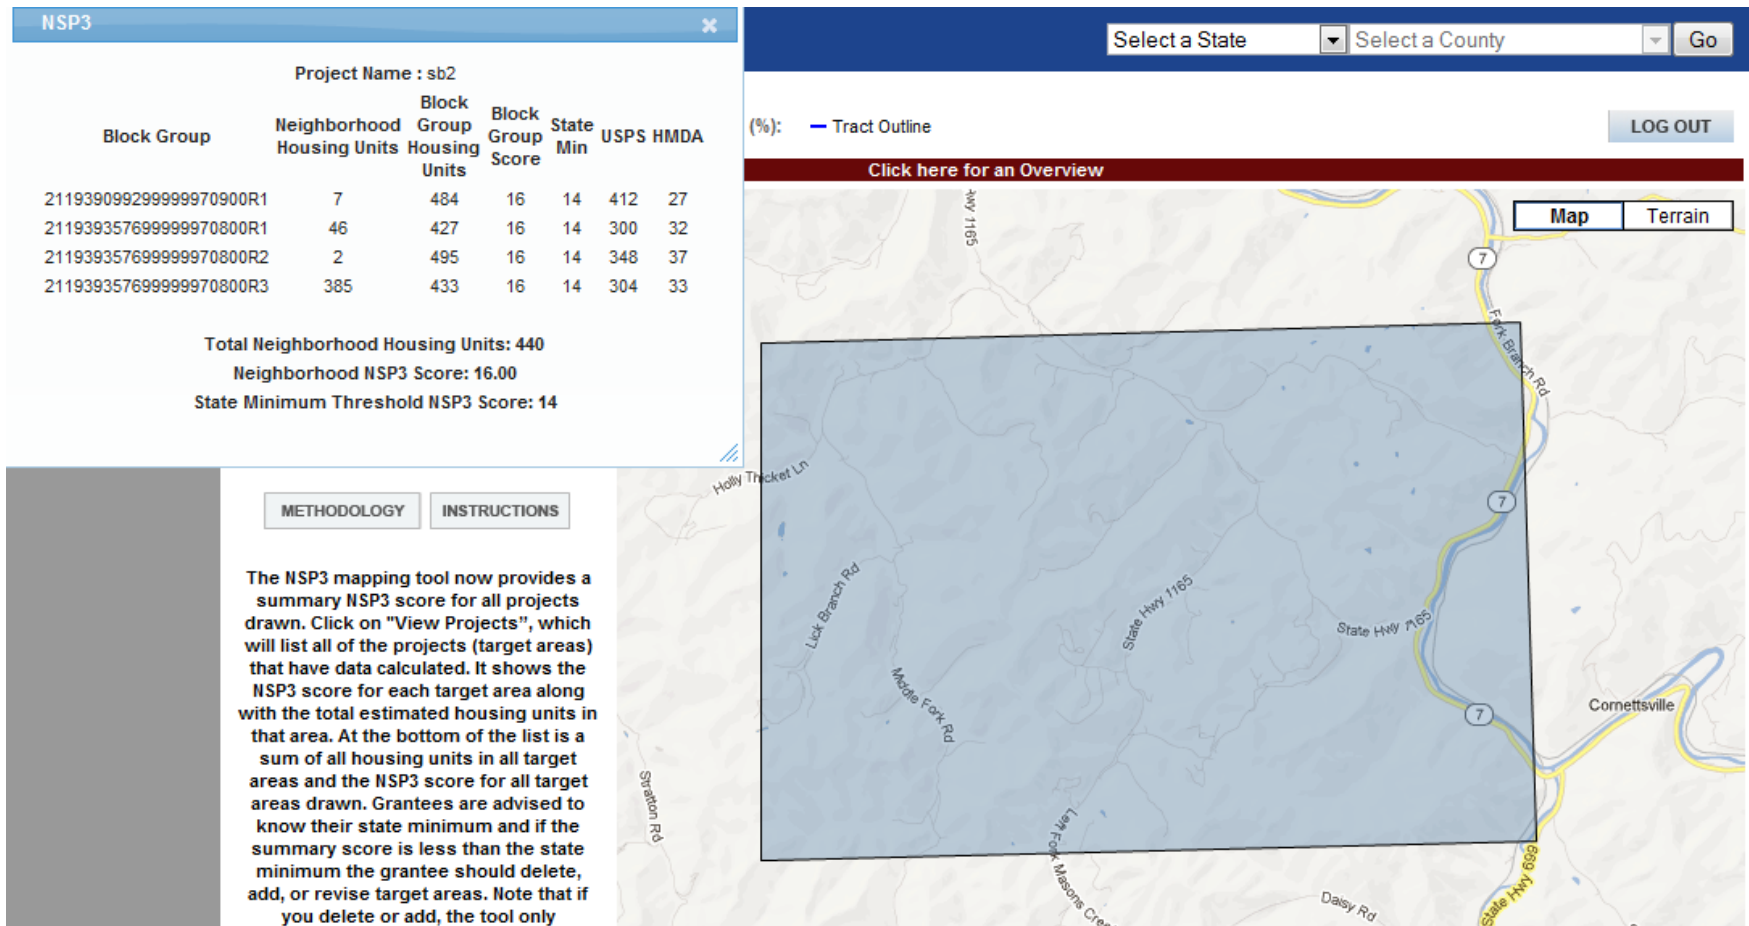 NSP3
Select a State
Select a County
Go
Project Name : sb2
Block Group
Neighborhood Housing Units
Block Group Housing Units
Block Group Score
State Min
USPS
HMDA
211939099299999970900R1 7 484 16 14 412 27
211939357699999970800R1 46 427 16 14 300 32
211939357699999970800R2 2 495 16 14 348 37
211939357699999970800R3 385 433 16 14 304 33
Total Neighborhood Housing Units: 440
Neighborhood NSP3 Score: 16.00
State Minimum Threshold NSP3 Score: 14
(%):
Tract Outline
LOG OUT
Click here for an Overview
Map
Terrain
METHODOLOGY
INSTRUCTIONS
The NSP3 mapping tool now provides a
summary NSP3 score for all projects
drawn. Click on "View Projects", which
will list all of the projects (target areas)
that have data calculated. It shows the
NSP3 score for each target area along
with the total estimated housing units in
that area. At the bottom of the list is a
sum of all housing units in all target
areas and the NSP3 score for all target
areas drawn. Grantees are advised to
know their state minimum and if the
summary score is less than the state
minimum the grantee should delete,
add, or revise target areas. Note that if
you delete or add, the tool only
Hwy 1165
7
Fork Branch Rd
Holly Thicket Ln
7
Lick Branch Rd
State Hwy 1165
State Hwy 1165
Middle Fork Rd
7
Cornettsville
Stratton Rd
Left Fork Masons Cree
State Hwy 699
Daisy Rd